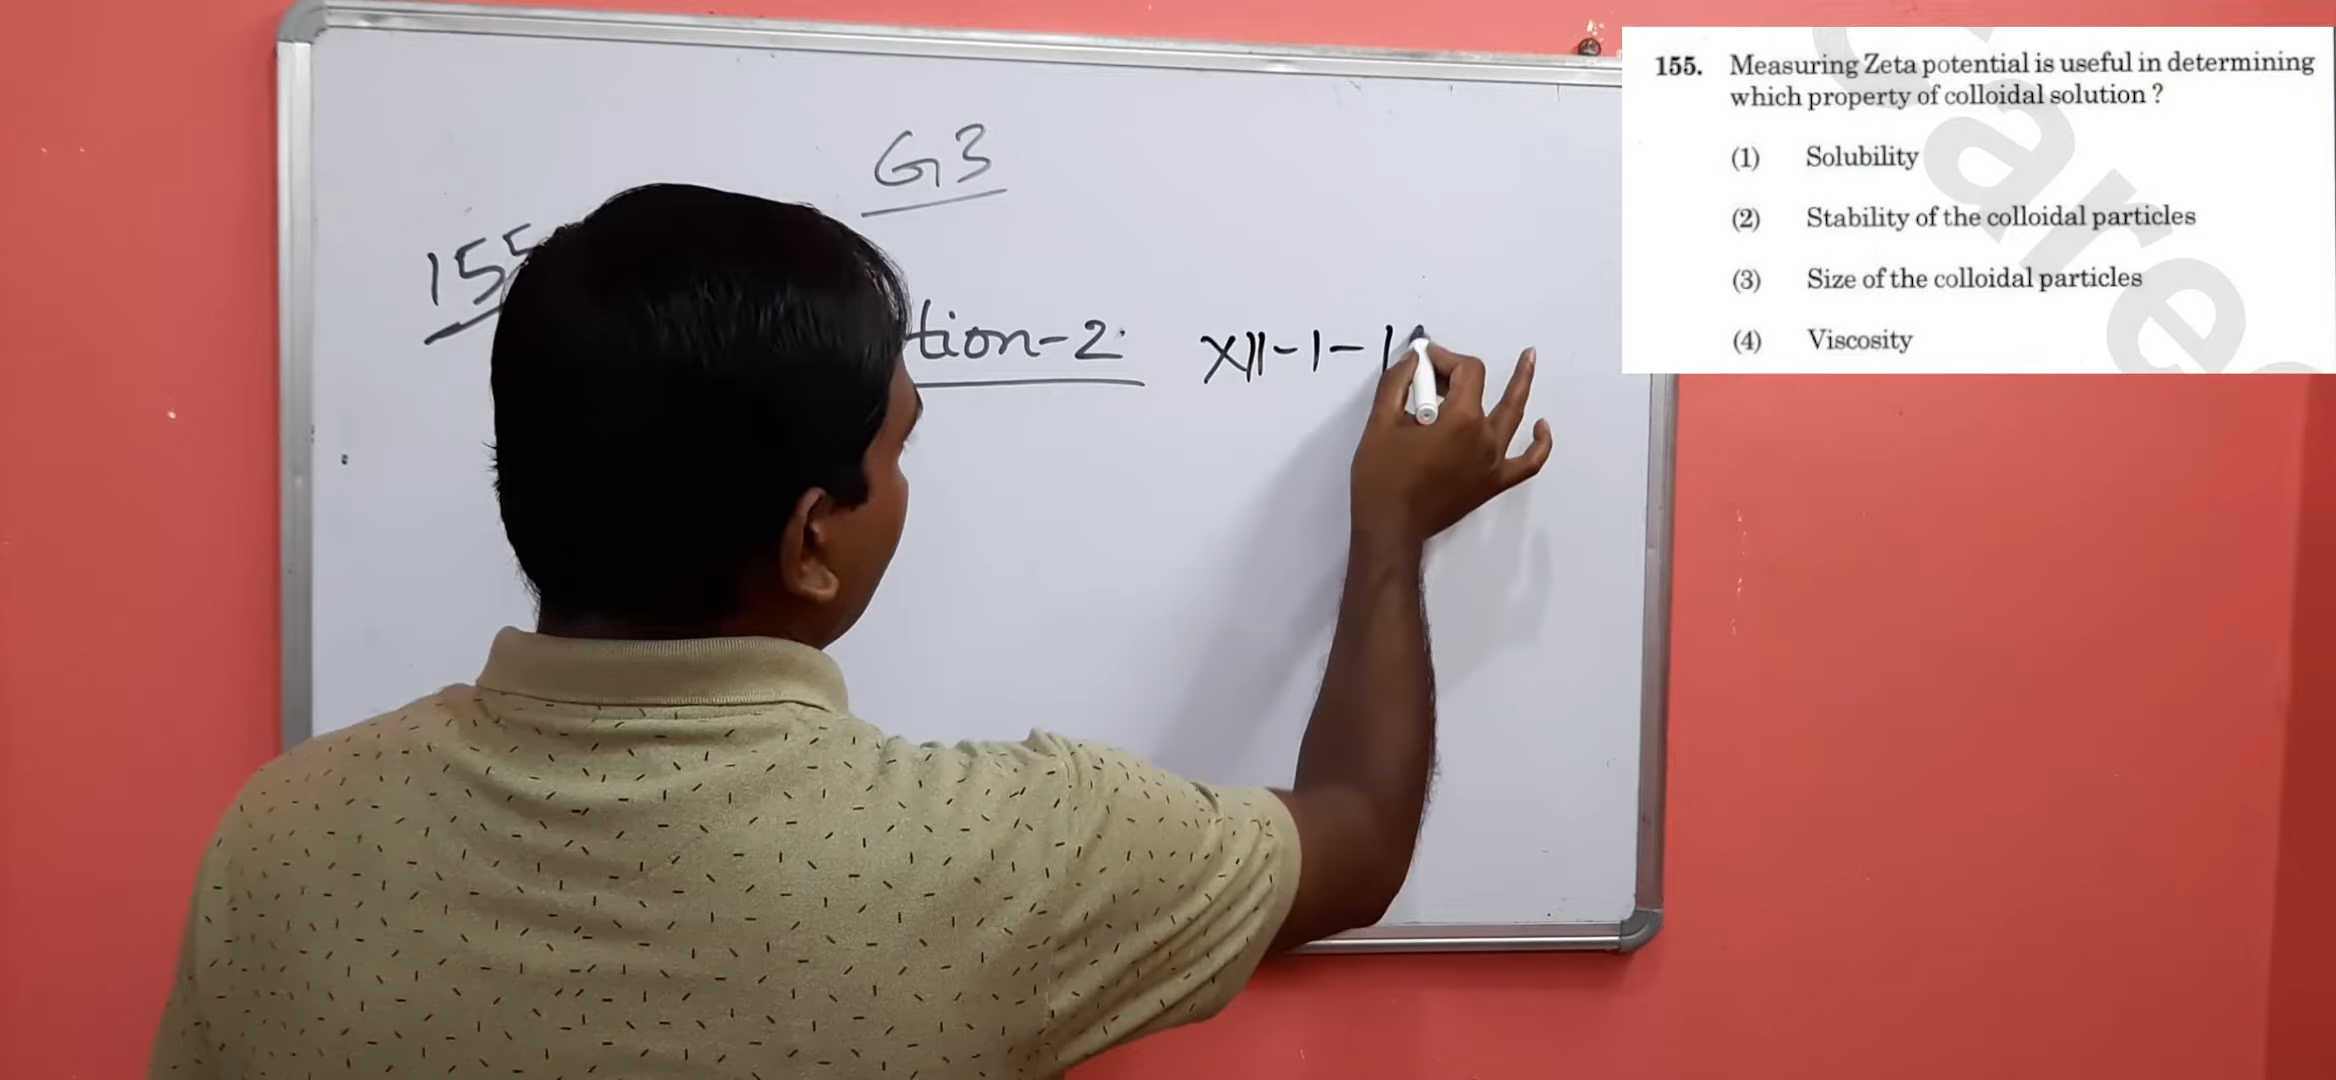 G3
155
tion-2
XII-1-1
155. Measuring Zeta potential is useful in determining
which property of colloidal solution ?
(1) Solubility
(2) Stability of the colloidal particles
(3) Size of the colloidal particles
(4) Viscosity